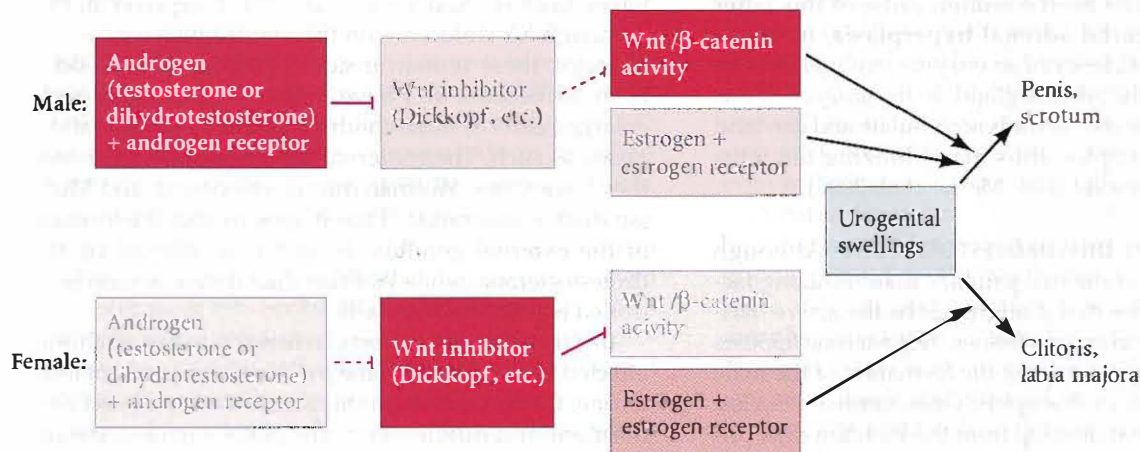 Male:
Androgen
(testosterone or
dihydrotestosterone)
+ androgen receptor
Wnt inhibitor
(Dickkopf, etc.)
Wnt/β-catenin
acivity
Estrogen +
estrogen receptor
Penis,
scrotum
Urogenital
swellings
Female:
Androgen
(testosterone or
dihydrotestosterone)
+ androgen receptor
Wnt inhibitor
(Dickkopf, etc.)
Wnt/β-catenin
acivity
Estrogen +
estrogen receptor
Clitoris,
labia majora